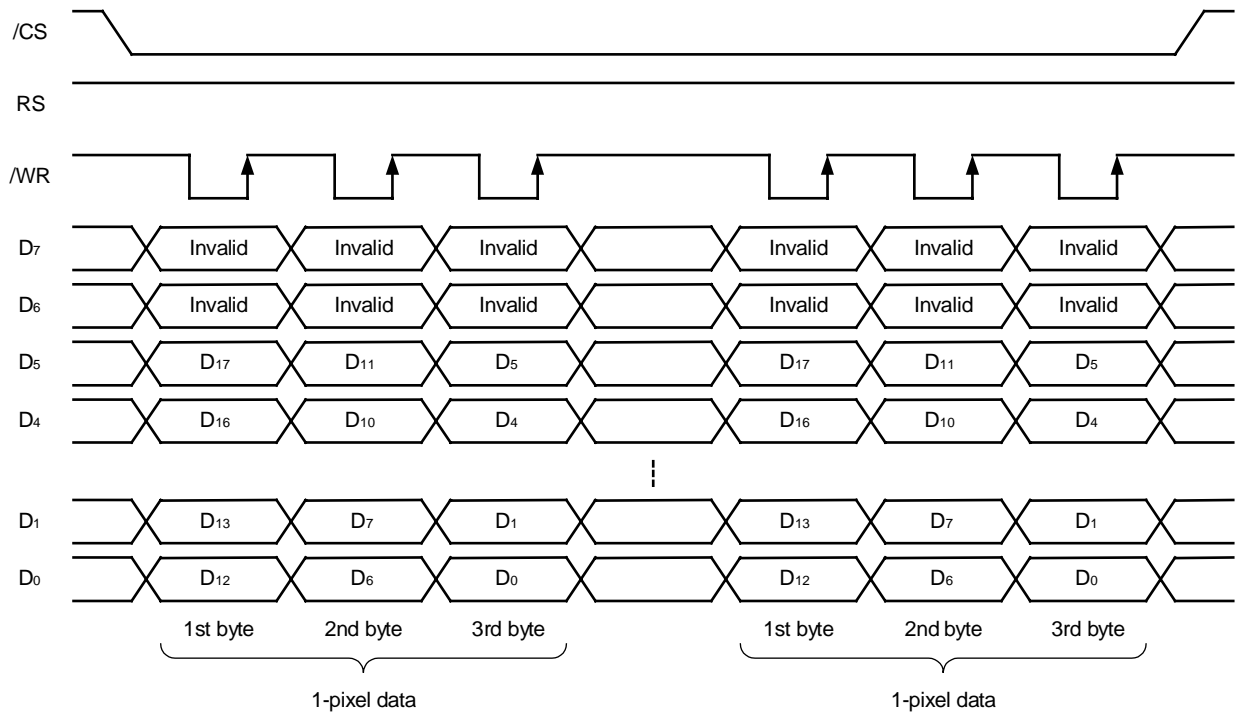 /CS
RS
/WR
D7 Invalid Invalid Invalid Invalid Invalid Invalid
D6 Invalid Invalid Invalid Invalid Invalid Invalid
D5 D17 D11 D5 D17 D11 D5
D4 D16 D10 D4 D16 D10 D4
D1 D13 D7 D1 D13 D7 D1
D0 D12 D6 D0 D12 D6 D0
1st byte 2nd byte 3rd byte 1st byte 2nd byte 3rd byte
1-pixel data 1-pixel data